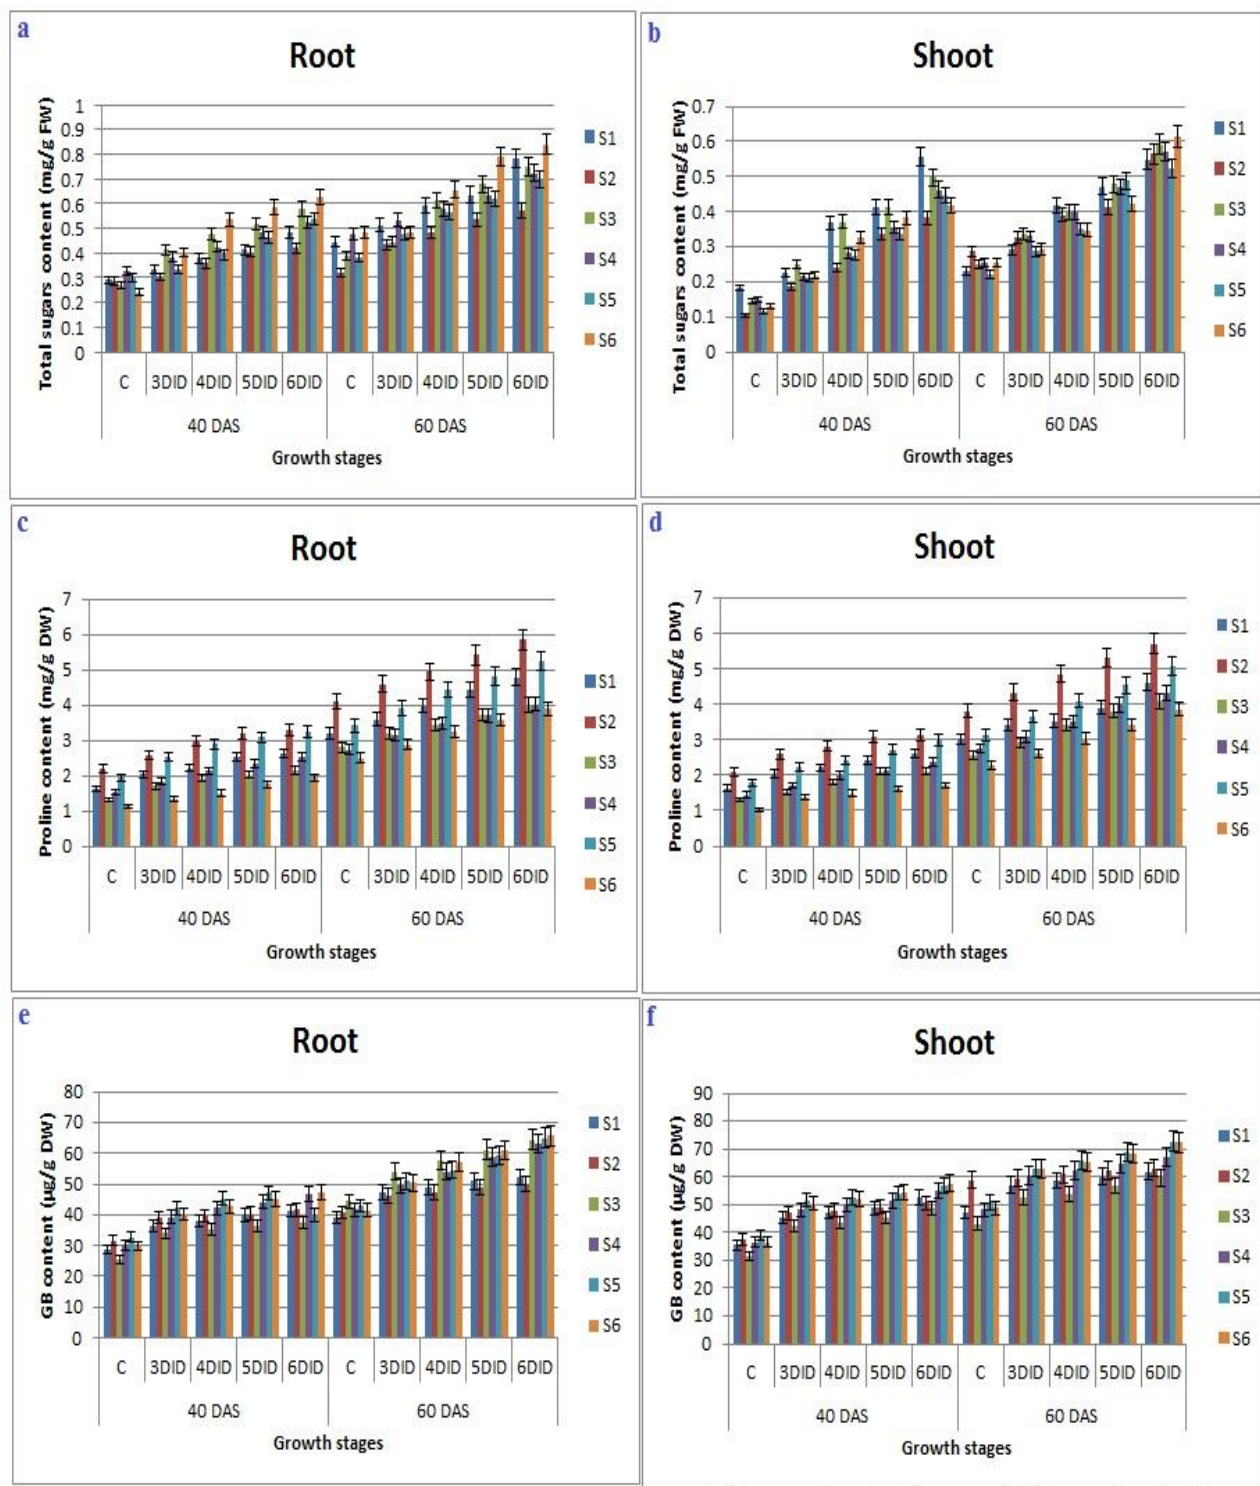 a
Root
Total sugars content (mg/g FW)
1
0.9
0.8
0.7
0.6
0.5
0.4
0.3
0.2
0.1
0
C 3DID 4DID 5DID 6DID C 3DID 4DID 5DID 6DID
40 DAS 60 DAS
Growth stages
S1
S2
S3
S4
S5
S6
b
Shoot
Total sugars content (mg/g FW)
0.7
0.6
0.5
0.4
0.3
0.2
0.1
0
C 3DID 4DID 5DID 6DID C 3DID 4DID 5DID 6DID
40 DAS 60 DAS
Growth stages
S1
S2
S3
S4
S5
S6
c
Root
Proline content (mg/g DW)
7
6
5
4
3
2
1
0
C 3DID 4DID 5DID 6DID C 3DID 4DID 5DID 6DID
40 DAS 60 DAS
Growth stages
S1
S2
S3
S4
S5
S6
d
Shoot
Proline content (mg/g DW)
7
6
5
4
3
2
1
0
C 3DID 4DID 5DID 6DID C 3DID 4DID 5DID 6DID
40 DAS 60 DAS
Growth stages
S1
S2
S3
S4
S5
S6
e
Root
GB content (µg/g DW)
80
70
60
50
40
30
20
10
0
C 3DID 4DID 5DID 6DID C 3DID 4DID 5DID 6DID
40 DAS 60 DAS
Growth stages
S1
S2
S3
S4
S5
S6
f
Shoot
GB content (µg/g DW)
90
80
70
60
50
40
30
20
10
0
C 3DID 4DID 5DID 6DID C 3DID 4DID 5DID 6DID
40 DAS 60 DAS
Growth stages
S1
S2
S3
S4
S5
S6